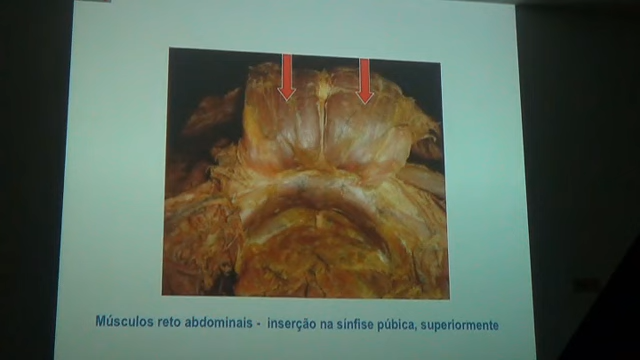 Músculos reto abdominais - inserção na sínfise púbica, superiormente